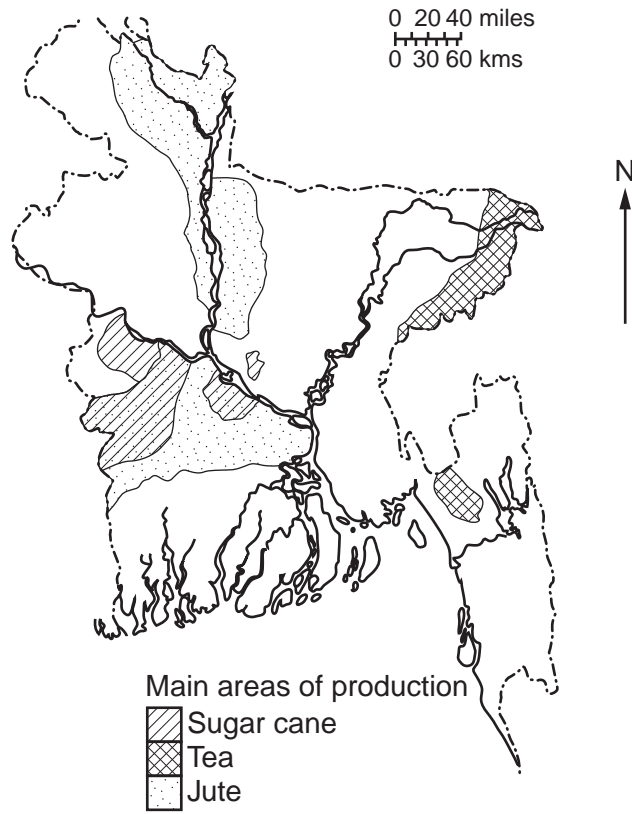 0 20 40 miles
0 30 60 kms
N
Main areas of production
Sugar cane
Tea
Jute